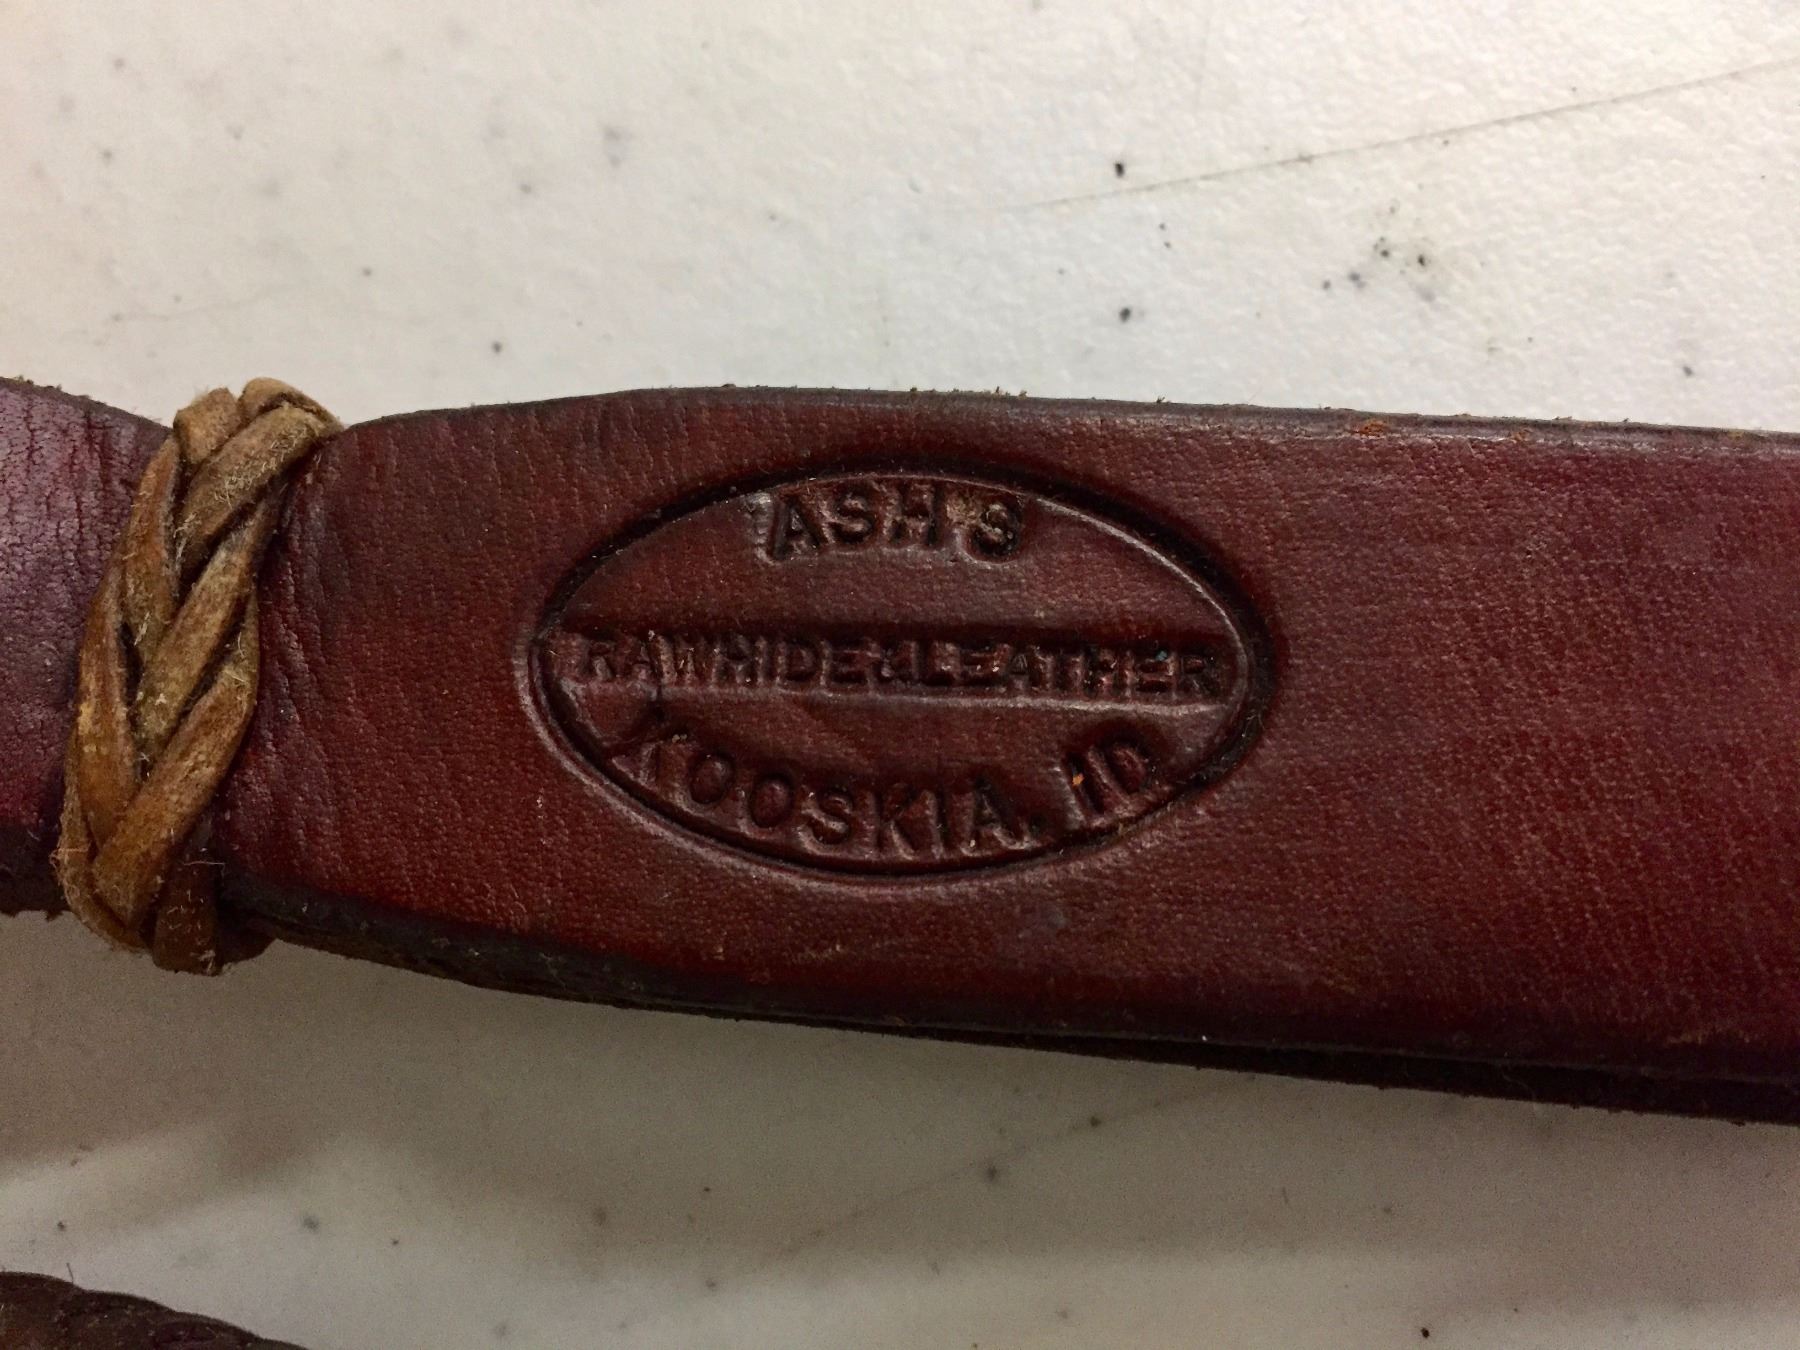 ASH'S
RAWHIDE & LEATHER
KOOSKIA, ID